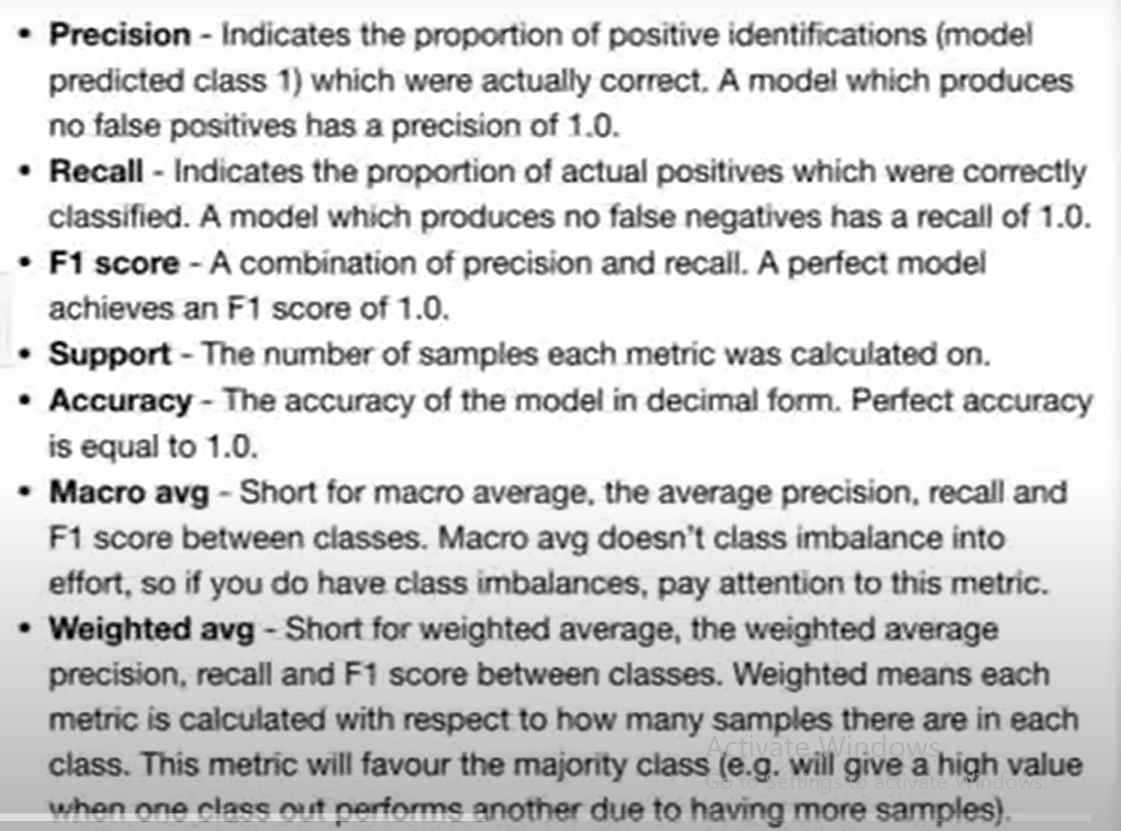 • Precision - Indicates the proportion of positive identifications (model
predicted class 1) which were actually correct. A model which produces
no false positives has a precision of 1.0.
• Recall - Indicates the proportion of actual positives which were correctly
classified. A model which produces no false negatives has a recall of 1.0.
• F1 score - A combination of precision and recall. A perfect model
achieves an F1 score of 1.0.
• Support - The number of samples each metric was calculated on.
• Accuracy - The accuracy of the model in decimal form. Perfect accuracy
is equal to 1.0.
• Macro avg - Short for macro average, the average precision, recall and
F1 score between classes. Macro avg doesn't class imbalance into
effort, so if you do have class imbalances, pay attention to this metric.
• Weighted avg - Short for weighted average, the weighted average
precision, recall and F1 score between classes. Weighted means each
metric is calculated with respect to how many samples there are in each
class. This metric will favour the majority class (e.g. will give a high value
when one class out performs another due to having more samples).
Activate Windows
Go to Settings to activate Windows.